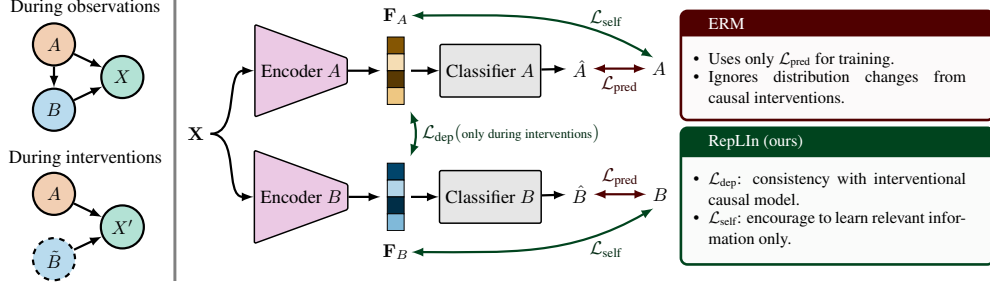 During observations
A
X
B
During interventions
A
X′
B̃
X
Encoder A
F_A
Classifier A
Â
A
ℒ_self
ℒ_pred
ℒ_dep (only during interventions)
Encoder B
F_B
Classifier B
B̂
B
ℒ_pred
ℒ_self
ERM
• Uses only ℒ_pred for training.
• Ignores distribution changes from
causal interventions.
RepLIn (ours)
• ℒ_dep: consistency with interventional
causal model.
• ℒ_self: encourage to learn relevant infor-
mation only.